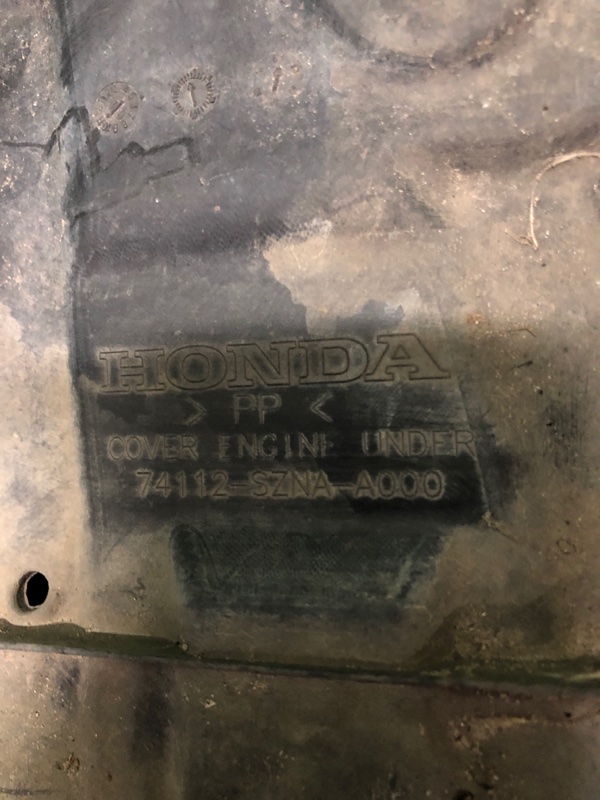 HONDA
> PP <
COVER ENGINE UNDER
74112-SZNA-A000